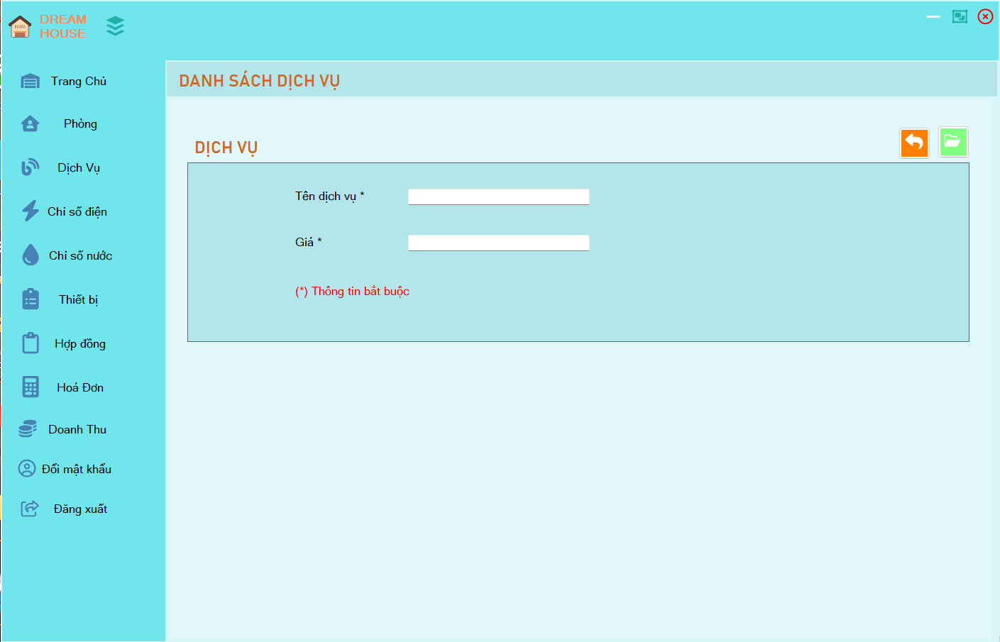 DREAM
HOUSE
Trang Chủ
Phòng
Dịch Vụ
Chỉ số điện
Chỉ số nước
Thiết bị
Hợp đồng
Hoá Đơn
Doanh Thu
Đổi mật khẩu
Đăng xuất
DANH SÁCH DỊCH VỤ
DỊCH VỤ
Tên dịch vụ *
Giá *
(*) Thông tin bắt buộc